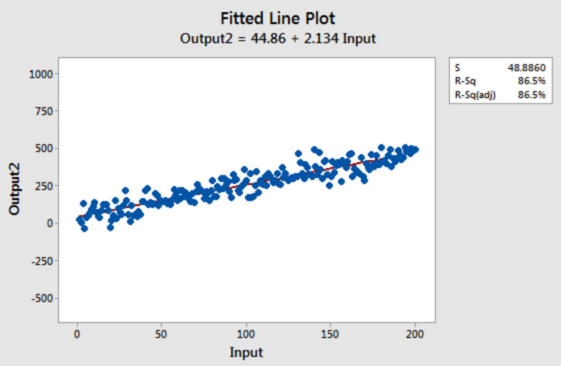 Fitted Line Plot
Output2 = 44.86 + 2.134 Input
S 48.8860
R-Sq 86.5%
R-Sq(adj) 86.5%
1000
750
500
250
0
-250
-500
Output2
0 50 100 150 200
Input